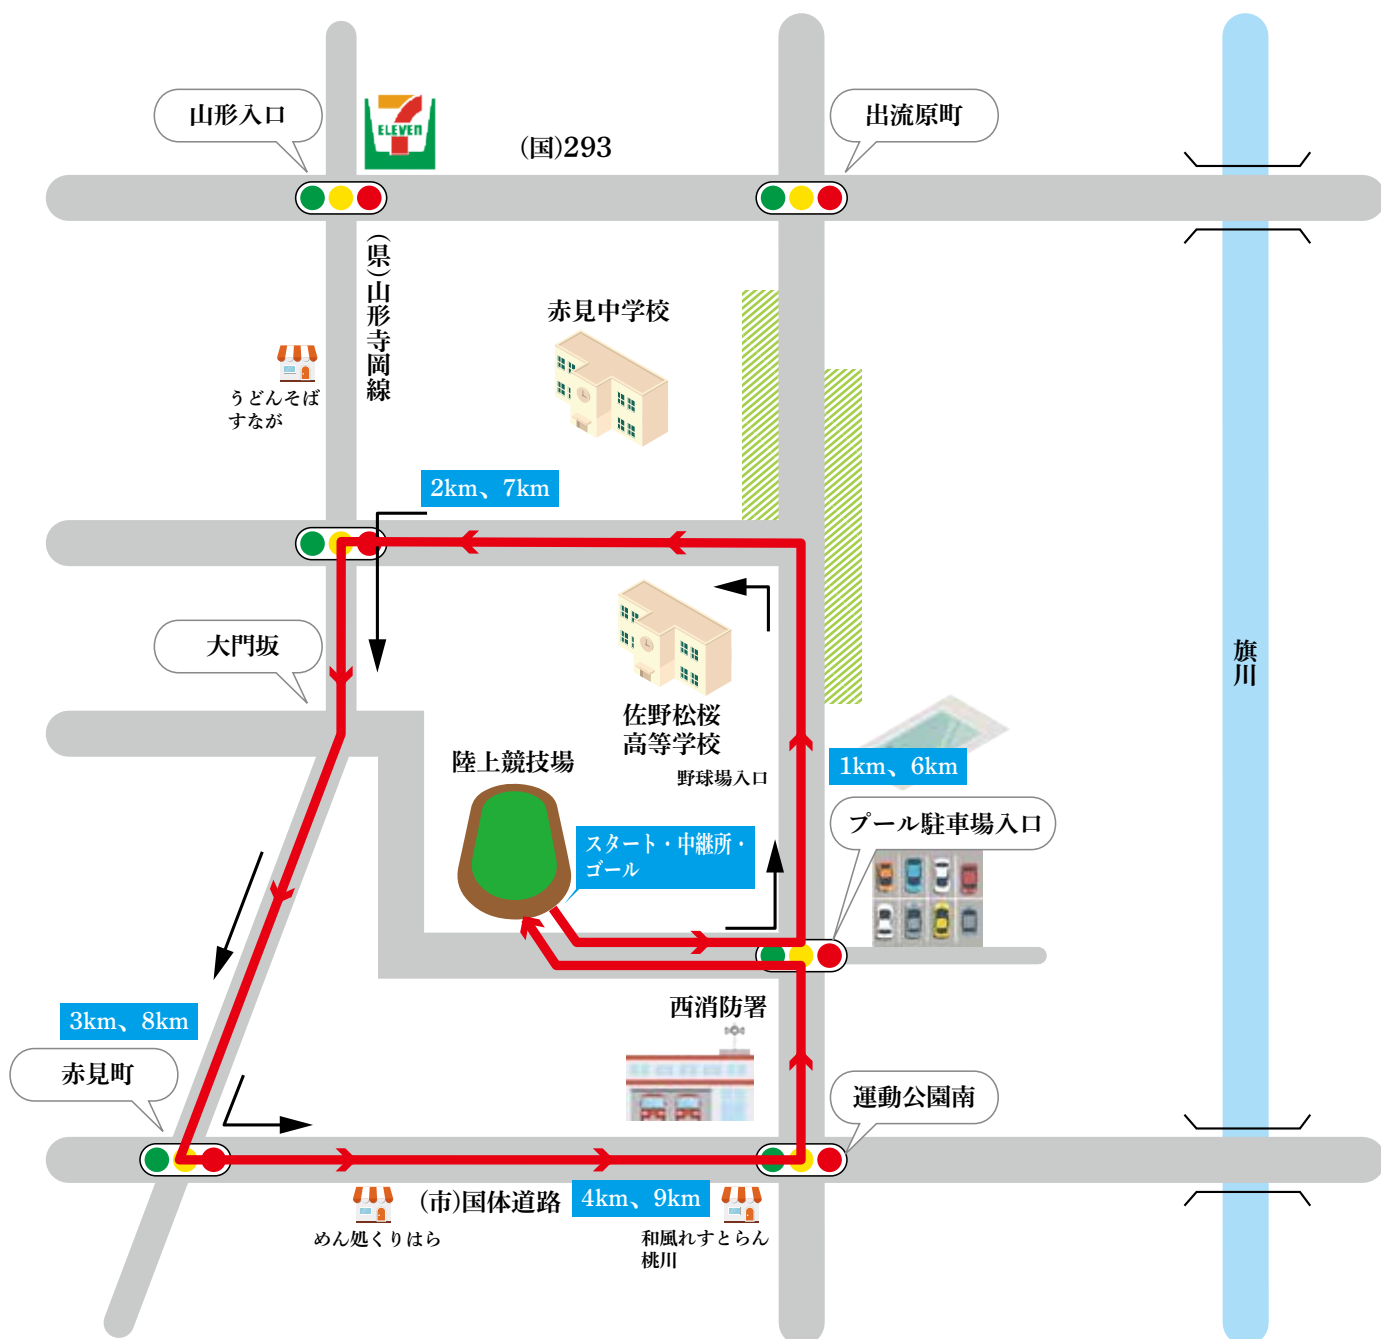 山形入口
ELEVEN
(国)293
出流原町
(県)山形寺岡線
赤見中学校
うどんそば
すなが
2km、7km
大門坂
佐野松桜
高等学校
野球場入口
旗川
陸上競技場
1km、6km
スタート・中継所・
ゴール
プール駐車場入口
3km、8km
西消防署
赤見町
運動公園南
(市)国体道路
4km、9km
めん処くりはら
和風れすとらん
桃川